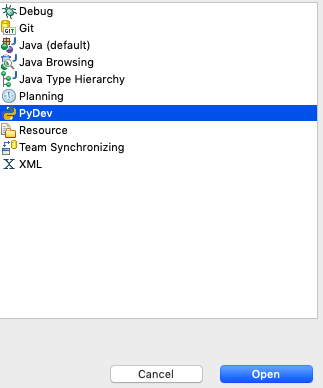 Debug
Git
Java (default)
Java Browsing
Java Type Hierarchy
Planning
PyDev
Resource
Team Synchronizing
XML
Cancel
Open